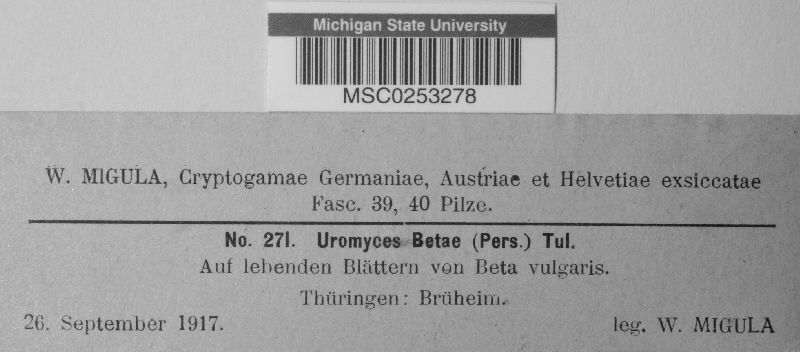 Michigan State University
MSC0253278
W. MIGULA, Cryptogamae Germaniae, Austriae et Helvetiae exsiccatae
Fasc. 39, 40 Pilze.
No. 271. Uromyces Betae (Pers.) Tul.
Auf lebenden Blättern von Beta vulgaris.
Thüringen: Brüheim.
26. September 1917. leg. W. MIGULA